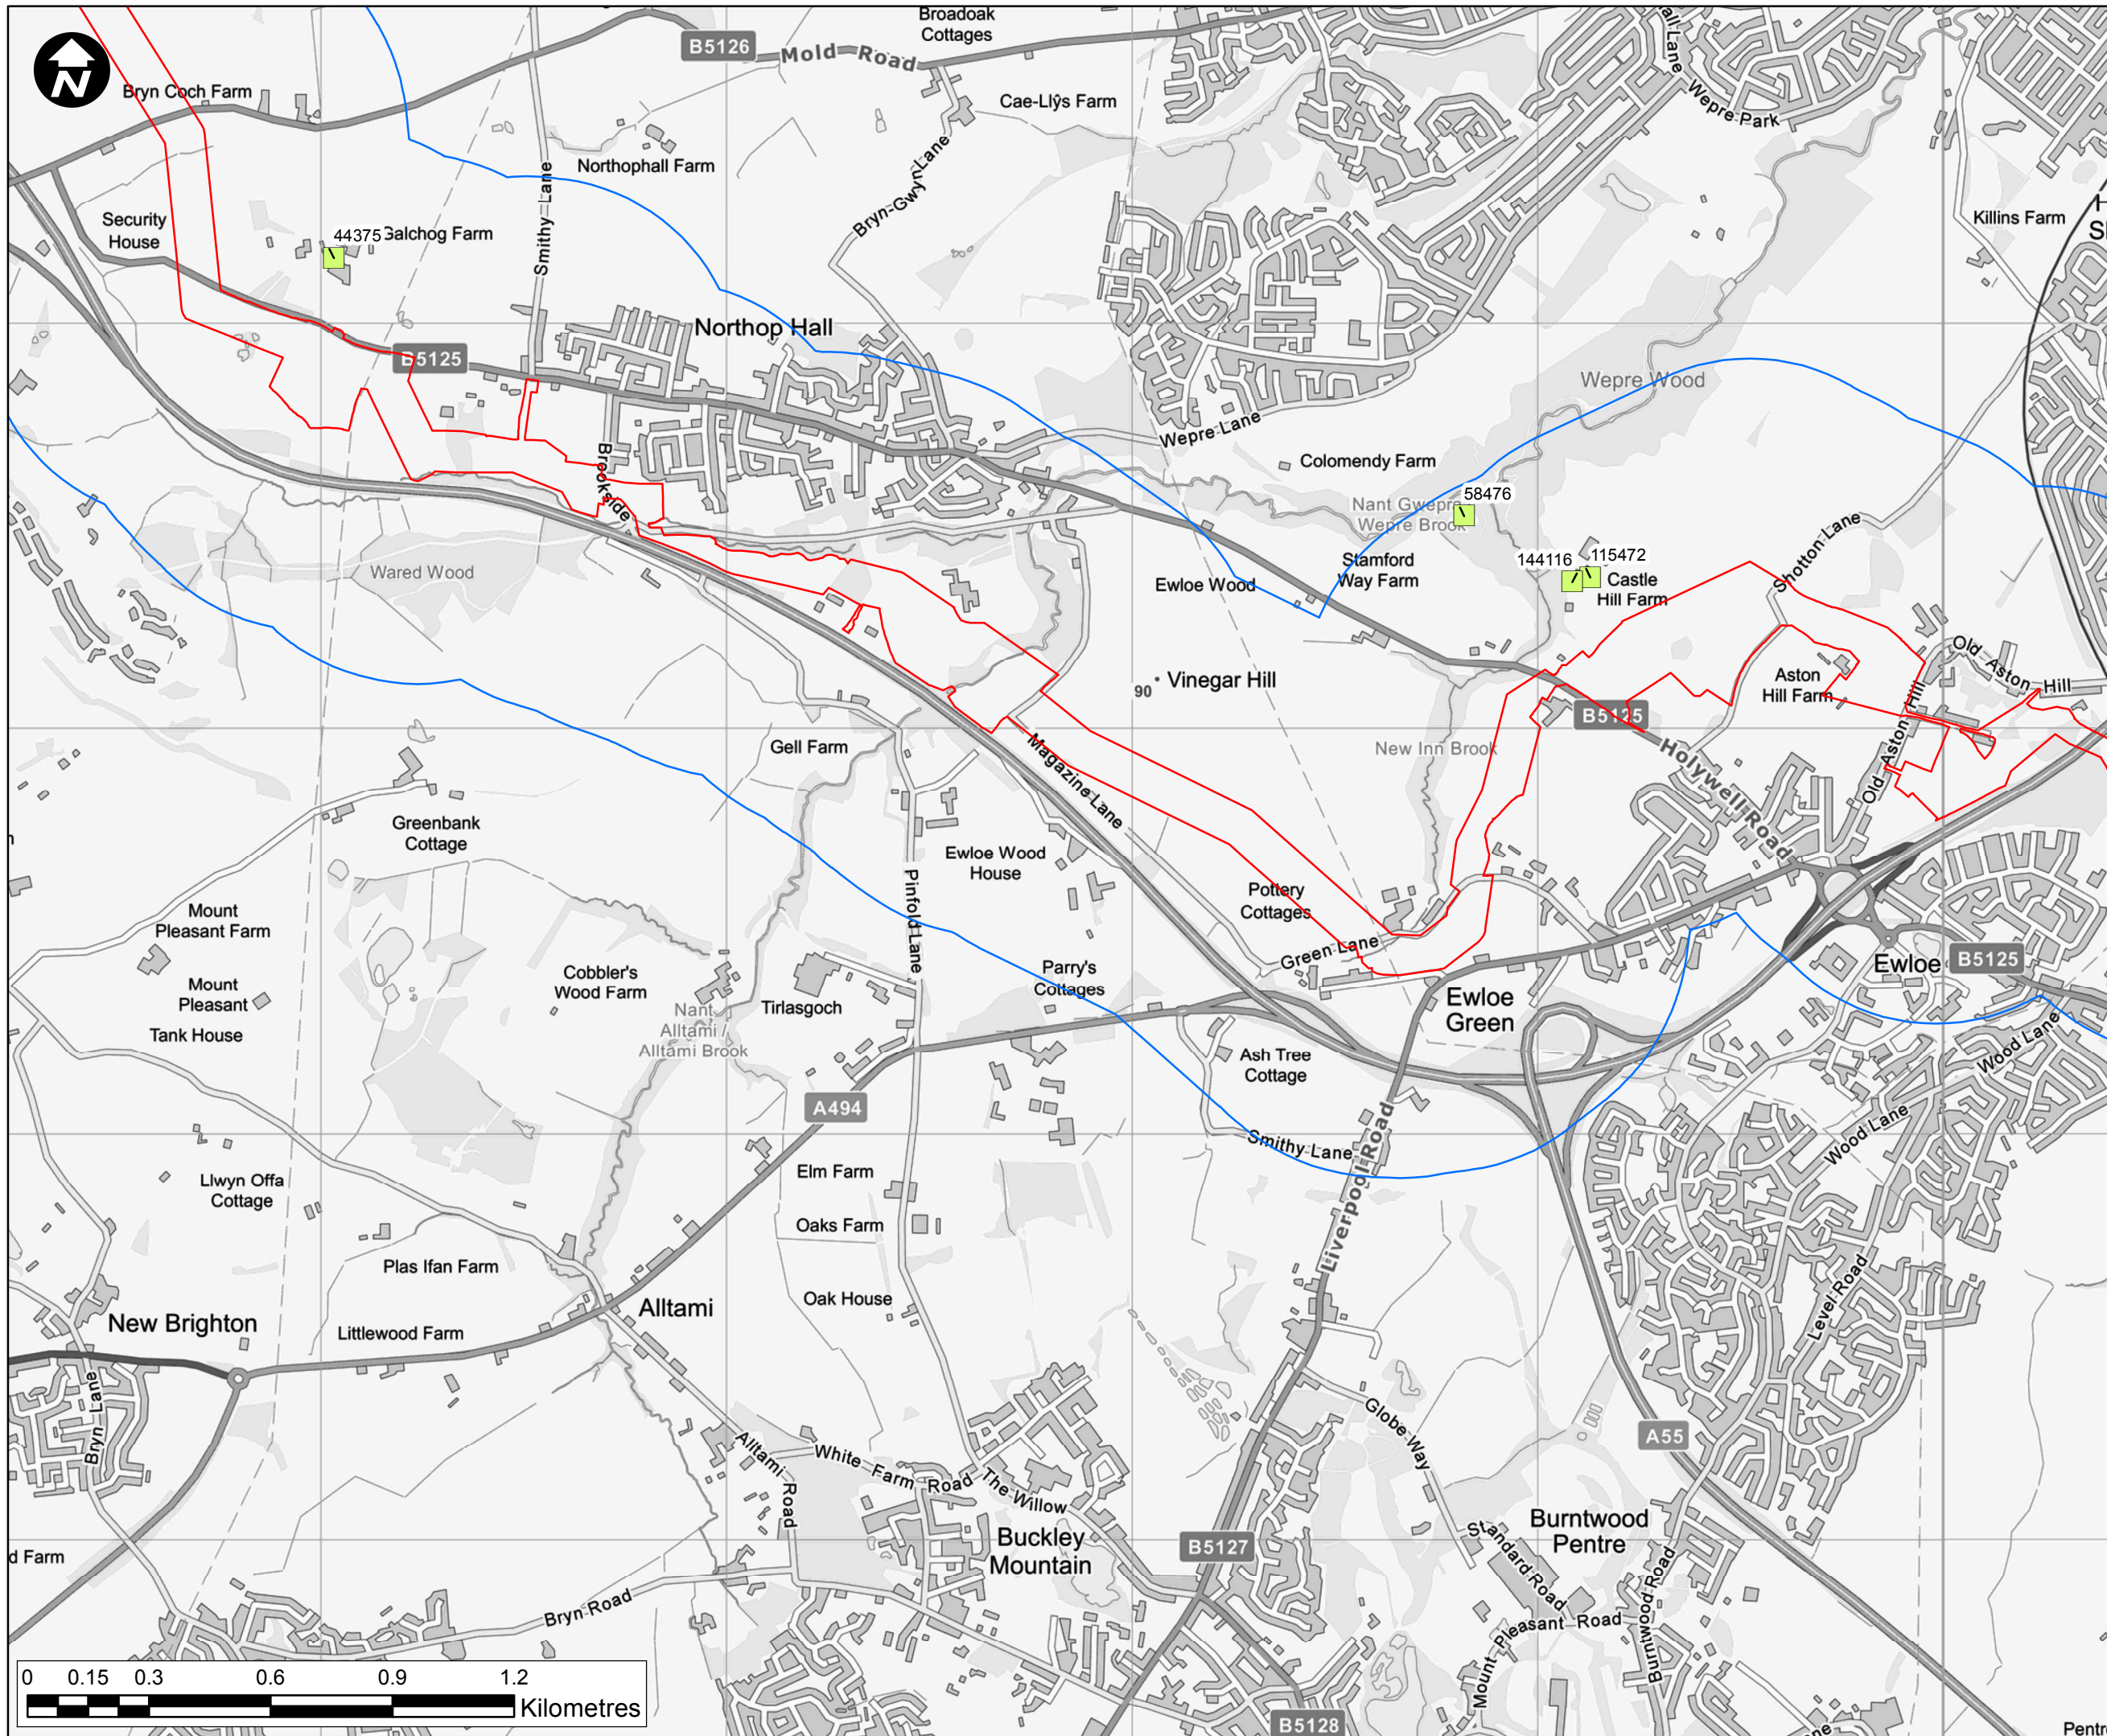 Broadoak
Cottages
B5126
Mold Road
N
Bryn Coch Farm
Cae-Llŷs Farm
Wepre Park
Northophall Farm
Smithy Lane
Bryn-Gwyn Lane
Security
House
44375
Galchog Farm
Killins Farm
Northop Hall
B5125
Wepre Wood
Wepre Lane
Colomendy Farm
Brookside
58476
Nant Gwepra
Wepre Brook
Shotton Lane
Wared Wood
Stamford
Way Farm
Ewloe Wood
144116
115472
Castle
Hill Farm
Old Aston Hill
90
Vinegar Hill
Aston
Hill Farm
B5125
Gell Farm
New Inn Brook
Magazine Lane
Holywell Road
Old Aston Hill
Greenbank
Cottage
Ewloe Wood
House
Pinfold Lane
Pottery
Cottages
Mount
Pleasant Farm
Green Lane
Ewloe
B5125
Cobbler's
Wood Farm
Parry's
Cottages
Mount
Pleasant
Tirlasgoch
Ewloe
Green
Tank House
Nant
Alltami /
Alltami Brook
Ash Tree
Cottage
Wood Lane
A494
Smithy Lane
Wood Lane
Liverpool Road
Elm Farm
Llwyn Offa
Cottage
Oaks Farm
Plas Ifan Farm
Oak House
Level Road
New Brighton
Alltami
Littlewood Farm
Bryn Lane
Globe Way
A55
Alltami Road
White Farm Road
The Willow
Buckley
Mountain
B5127
Standard Road
Burntwood
Pentre
d Farm
Bryn Road
Mount Pleasant Road
Burntwood Road
0 0.15 0.3 0.6 0.9 1.2
Kilometres
B5128